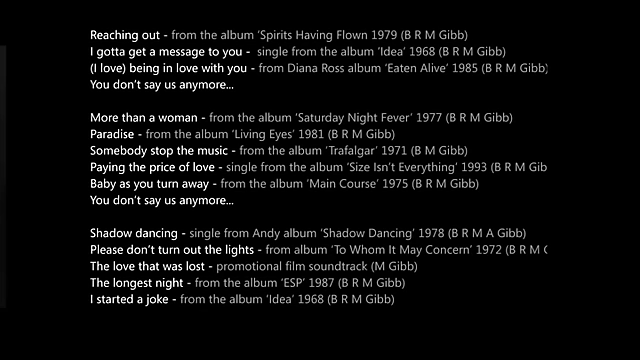 Reaching out - from the album ‘Spirits Having Flown 1979 (B R M Gibb)
I gotta get a message to you - single from the album ‘Idea’ 1968 (B R M Gibb)
(I love) being in love with you - from Diana Ross album ‘Eaten Alive’ 1985 (B R M Gibb)
You don’t say us anymore...
More than a woman - from the album ‘Saturday Night Fever’ 1977 (B R M Gibb)
Paradise - from the album ‘Living Eyes’ 1981 (B R M Gibb)
Somebody stop the music - from the album ‘Trafalgar’ 1971 (B M Gibb)
Paying the price of love - single from the album ‘Size Isn’t Everything’ 1993 (B R M Gib
Baby as you turn away - from the album ‘Main Course’ 1975 (B R M Gibb)
You don’t say us anymore...
Shadow dancing - single from Andy album ‘Shadow Dancing’ 1978 (B R M A Gibb)
Please don’t turn out the lights - from album ‘To Whom It May Concern’ 1972 (B R M
The love that was lost - promotional film soundtrack (M Gibb)
The longest night - from the album ‘ESP’ 1987 (B R M Gibb)
I started a joke - from the album ‘Idea’ 1968 (B R M Gibb)